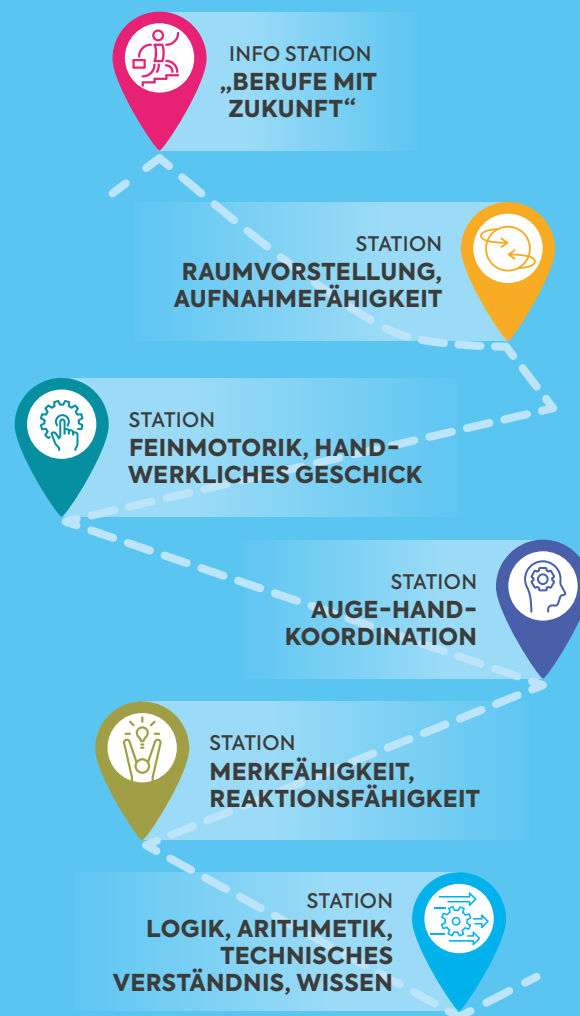 INFO STATION
„BERUFE MIT
ZUKUNFT“
STATION
RAUMVORSTELLUNG,
AUFNAHMEFÄHIGKEIT
STATION
FEINMOTORIK, HAND-
WERKLICHES GESCHICK
STATION
AUGE-HAND-
KOORDINATION
STATION
MERKFÄHIGKEIT,
REAKTIONSFÄHIGKEIT
STATION
LOGIK, ARITHMETIK,
TECHNISCHES
VERSTÄNDNIS, WISSEN